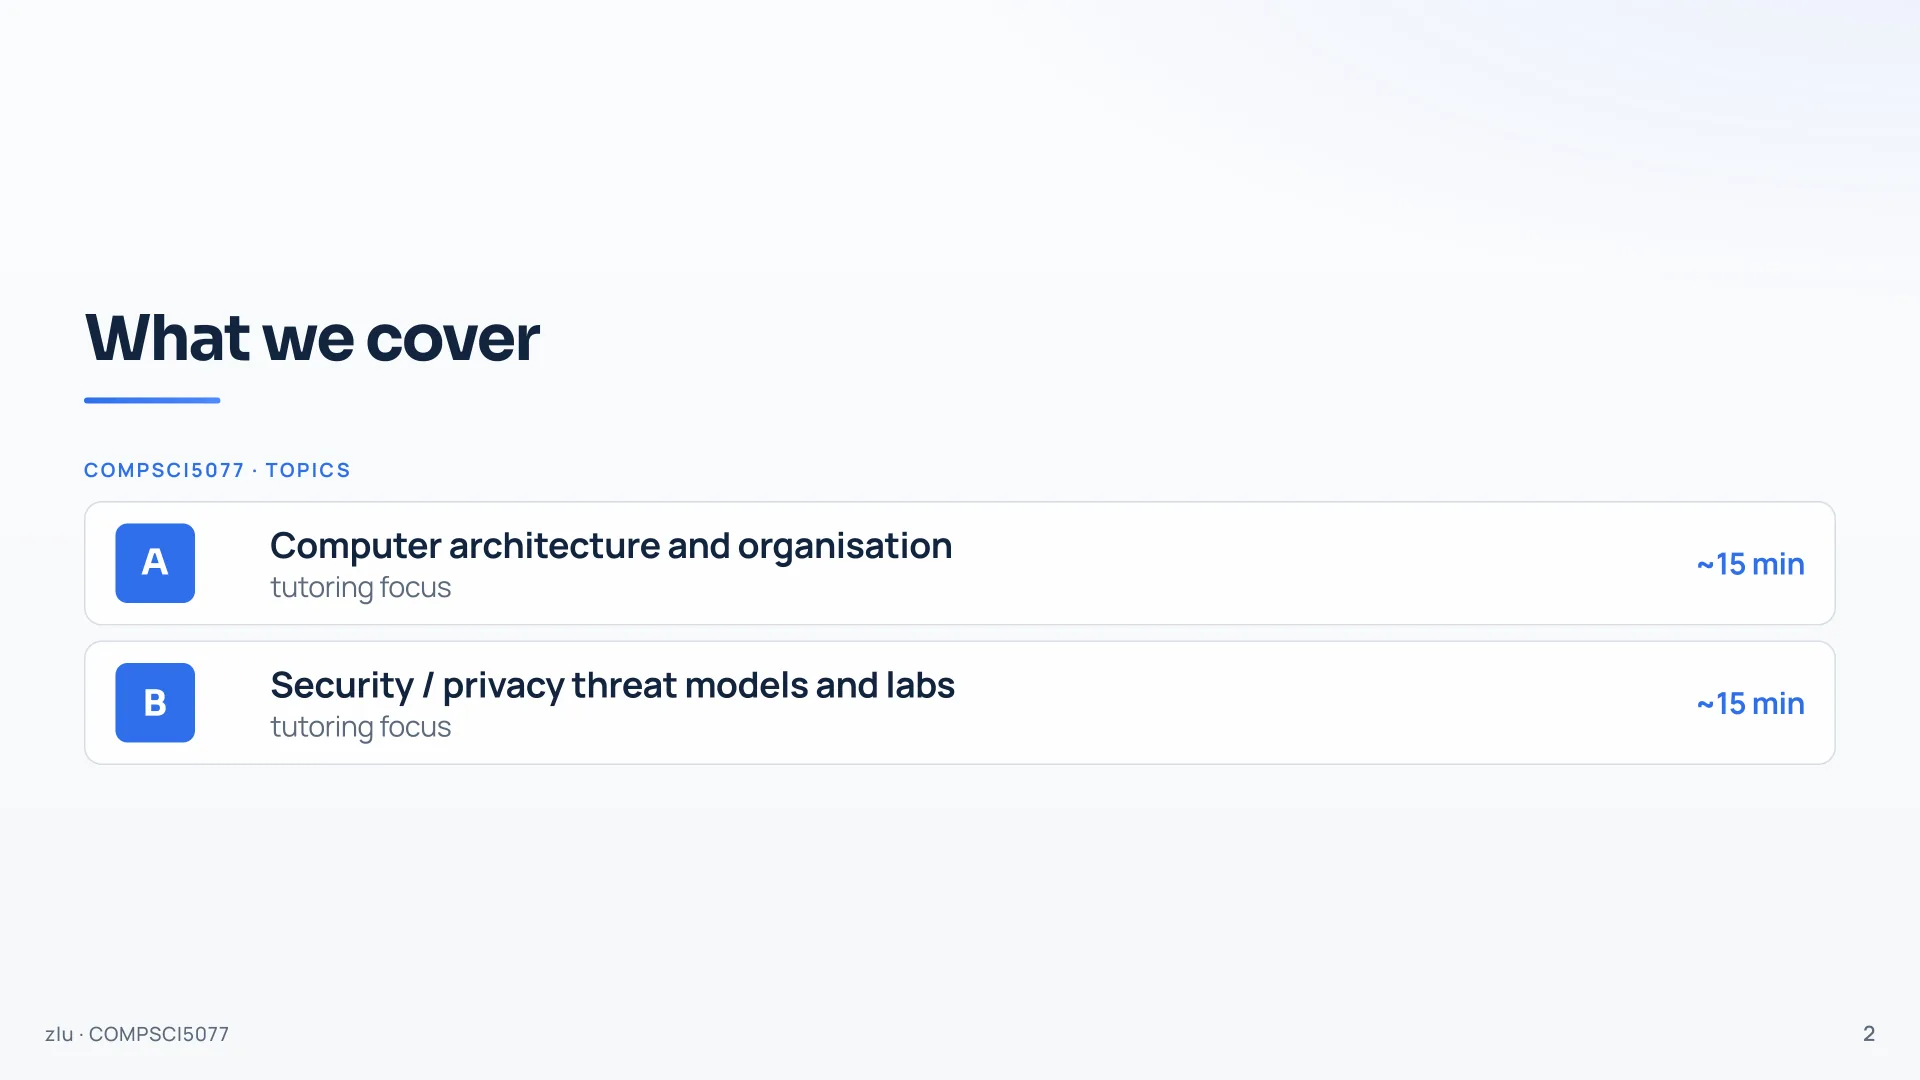 What we cover
COMPSCI5077 · TOPICS
A
Computer architecture and organisation
tutoring focus
~15 min
B
Security / privacy threat models and labs
tutoring focus
~15 min
zlu · COMPSCI5077
2